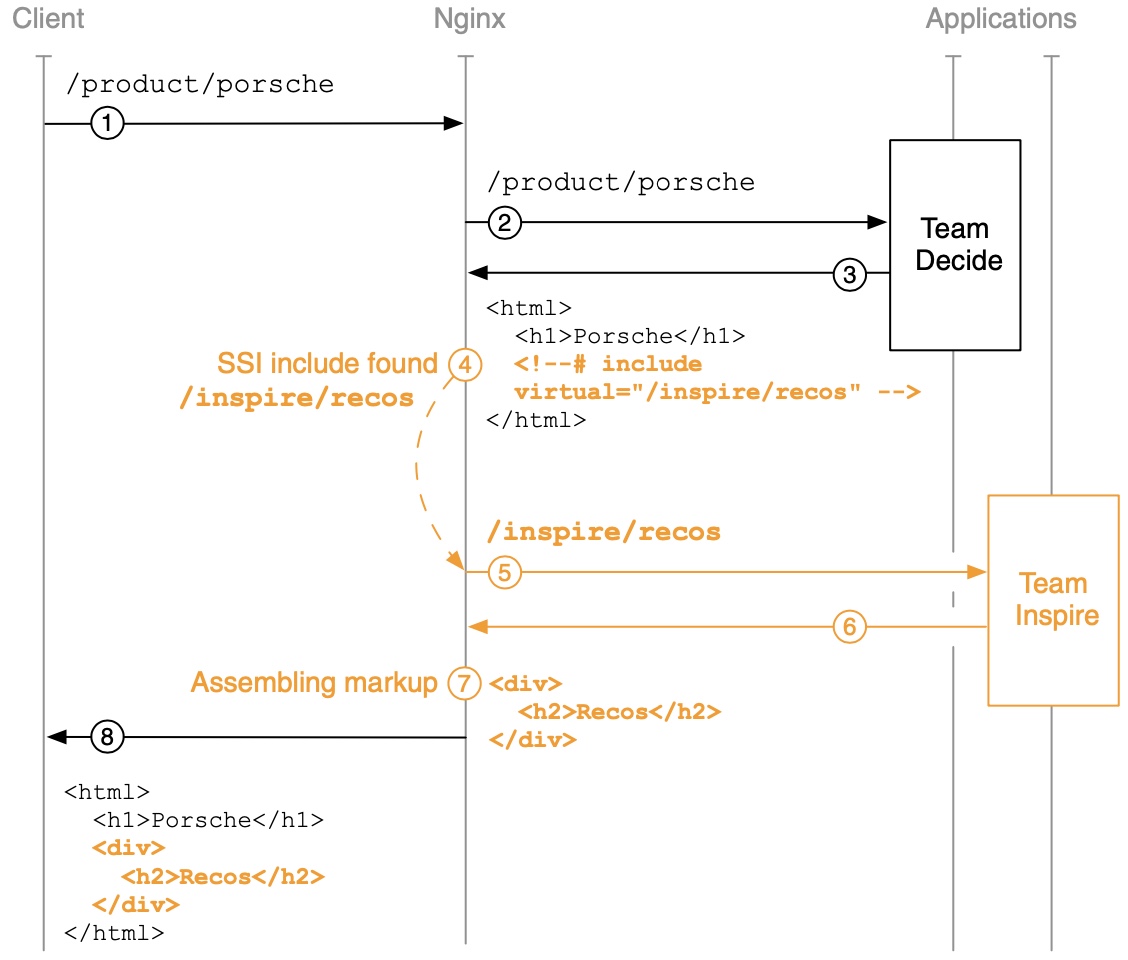 Client
Nginx
Applications
/product/porsche
1
/product/porsche
2
Team
Decide
3
<html>
<h1>Porsche</h1>
<!--# include
virtual="/inspire/recos" -->
</html>
SSI include found
/inspire/recos
4
/inspire/recos
5
Team
Inspire
6
Assembling markup
7
<div>
<h2>Recos</h2>
</div>
8
<html>
<h1>Porsche</h1>
<div>
<h2>Recos</h2>
</div>
</html>